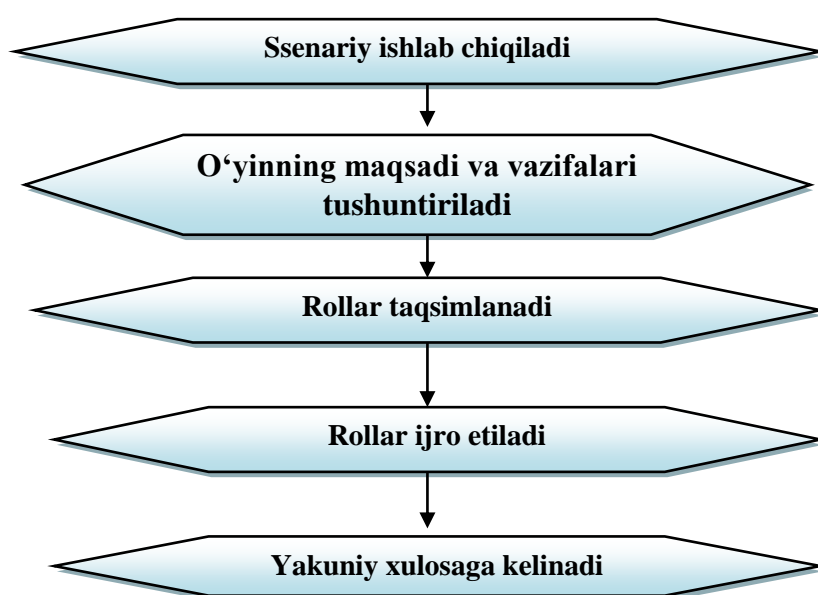 Ssenariy ishlab chiqiladi
O‘yinning maqsadi va vazifalari
tushuntiriladi
Rollar taqsimlanadi
Rollar ijro etiladi
Yakuniy xulosaga kelinadi